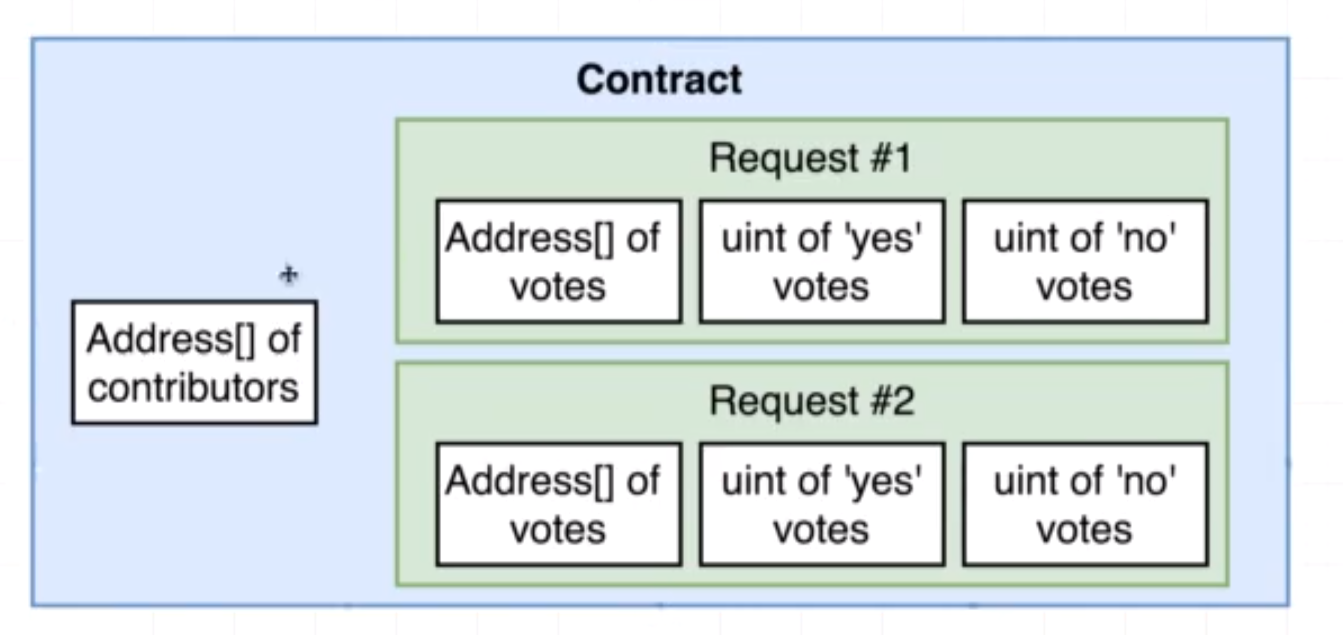 Contract
Address[] of
contributors
Request #1
Address[] of
votes
uint of 'yes'
votes
uint of 'no'
votes
Request #2
Address[] of
votes
uint of 'yes'
votes
uint of 'no'
votes